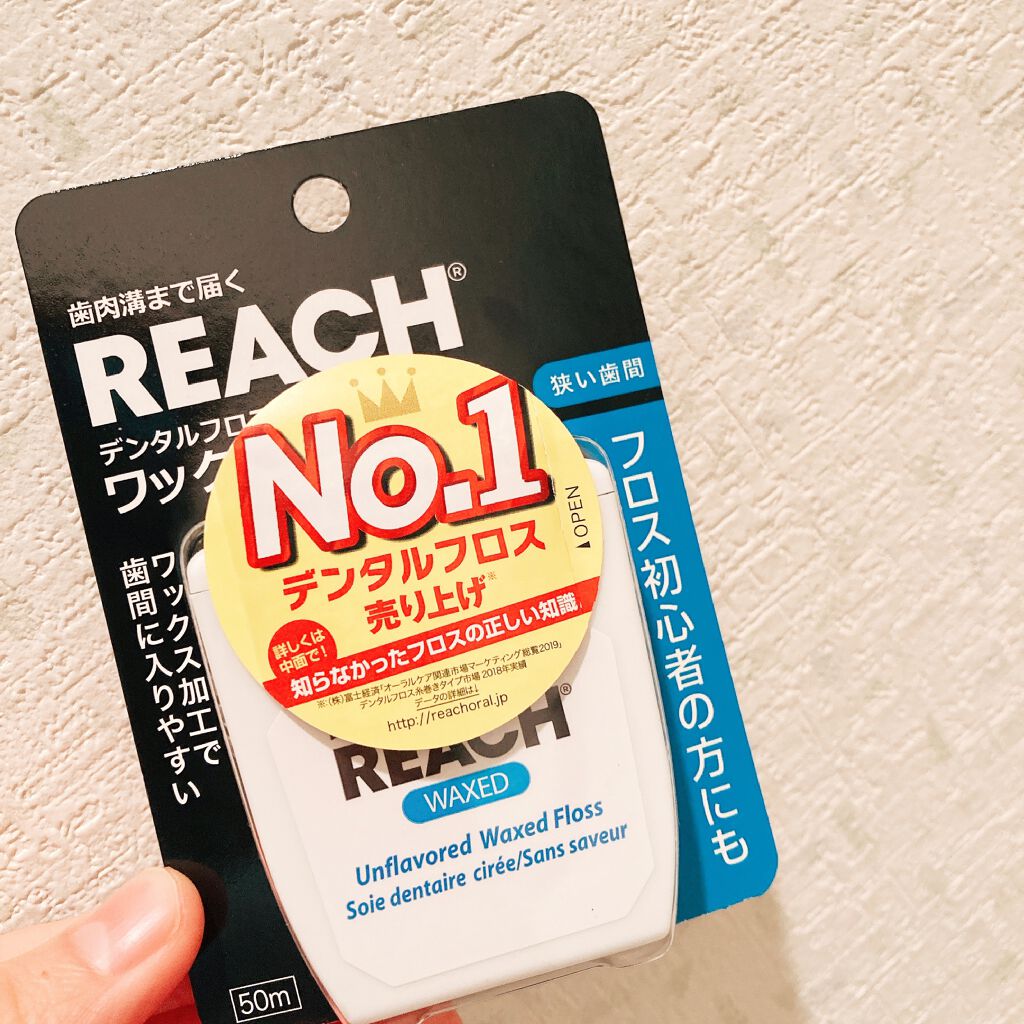 歯肉溝まで届く
REACH®
デンタルフロス
ワック
狭い歯間
No.1
デンタルフロス
売り上げ※
詳しくは
中面で!
知らなかったフロスの正しい知識
※:(株)富士経済「オーラルケア関連市場マーケティング総覧2019」
デンタルフロス糸巻きタイプ市場 2018年実績
データの詳細は↓
http://reachoral.jp
OPEN
フロス初心者の方にも
ワックス加工で
歯間に入りやすい
REACH®
WAXED
Unflavored Waxed Floss
Soie dentaire cirée/Sans saveur
50m